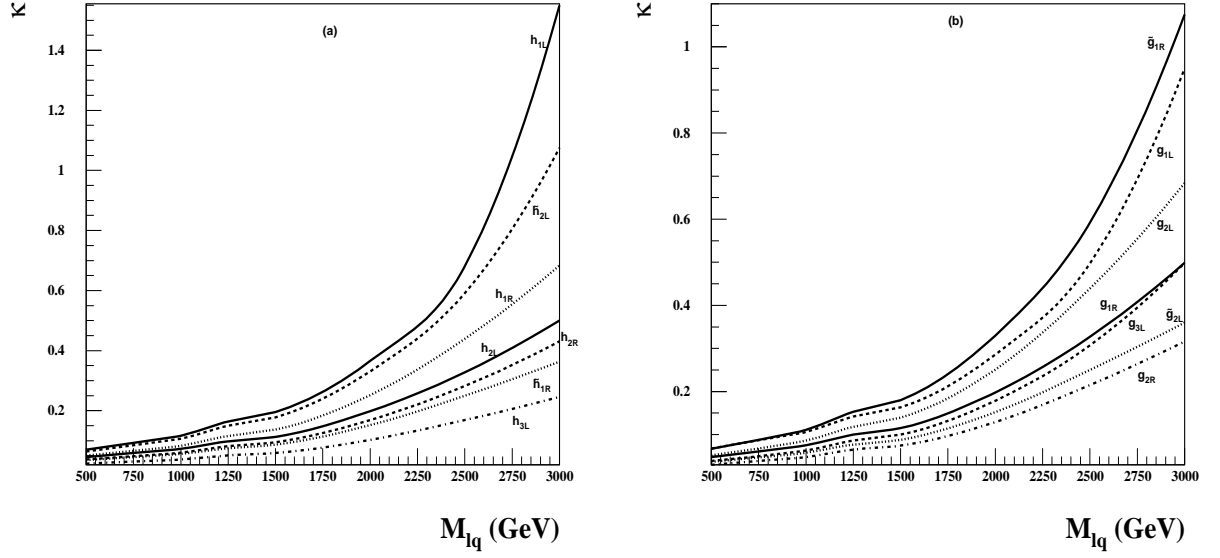 κ
(a)
1.4
1.2
1
0.8
0.6
0.4
0.2
h1L
h̃2L
h1R
h2L
h2R
h̃1R
h3L
500 750 1000 1250 1500 1750 2000 2250 2500 2750 3000
Mlq (GeV)
κ
(b)
1
0.8
0.6
0.4
0.2
g̃1R
g1L
g2L
g1R
g3L
g̃2L
g2R
500 750 1000 1250 1500 1750 2000 2250 2500 2750 3000
Mlq (GeV)